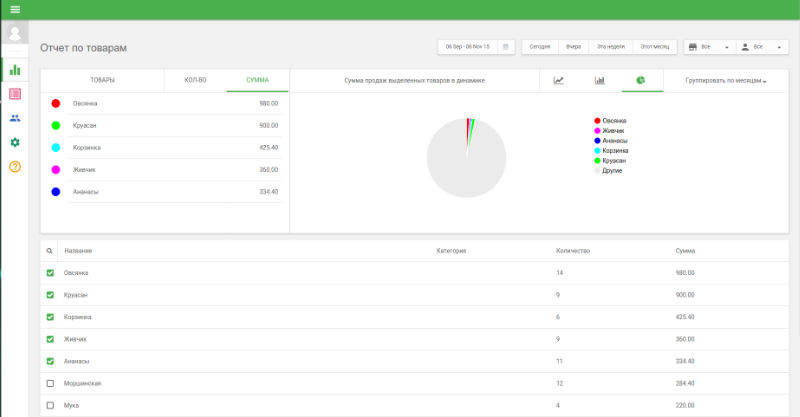 Отчет по товарам
06 Sep - 06 Nov 15
Сегодня
Вчера
Эта неделя
Этот месяц
Все
Все
ТОВАРЫ КОЛ-ВО СУММА
Овсянка 980.00
Круасан 900.00
Корзинка 425.40
Живчик 360.00
Ананасы 334.40
Сумма продаж выделенных товаров в динамике
Группировать по месяцам
Овсянка
Живчик
Ананасы
Корзинка
Круасан
Другие
Название Категория Количество Сумма
Овсянка 14 980.00
Круасан 9 900.00
Корзинка 6 425.40
Живчик 9 360.00
Ананасы 11 334.40
Моршинская 12 284.40
Мука 4 220.00